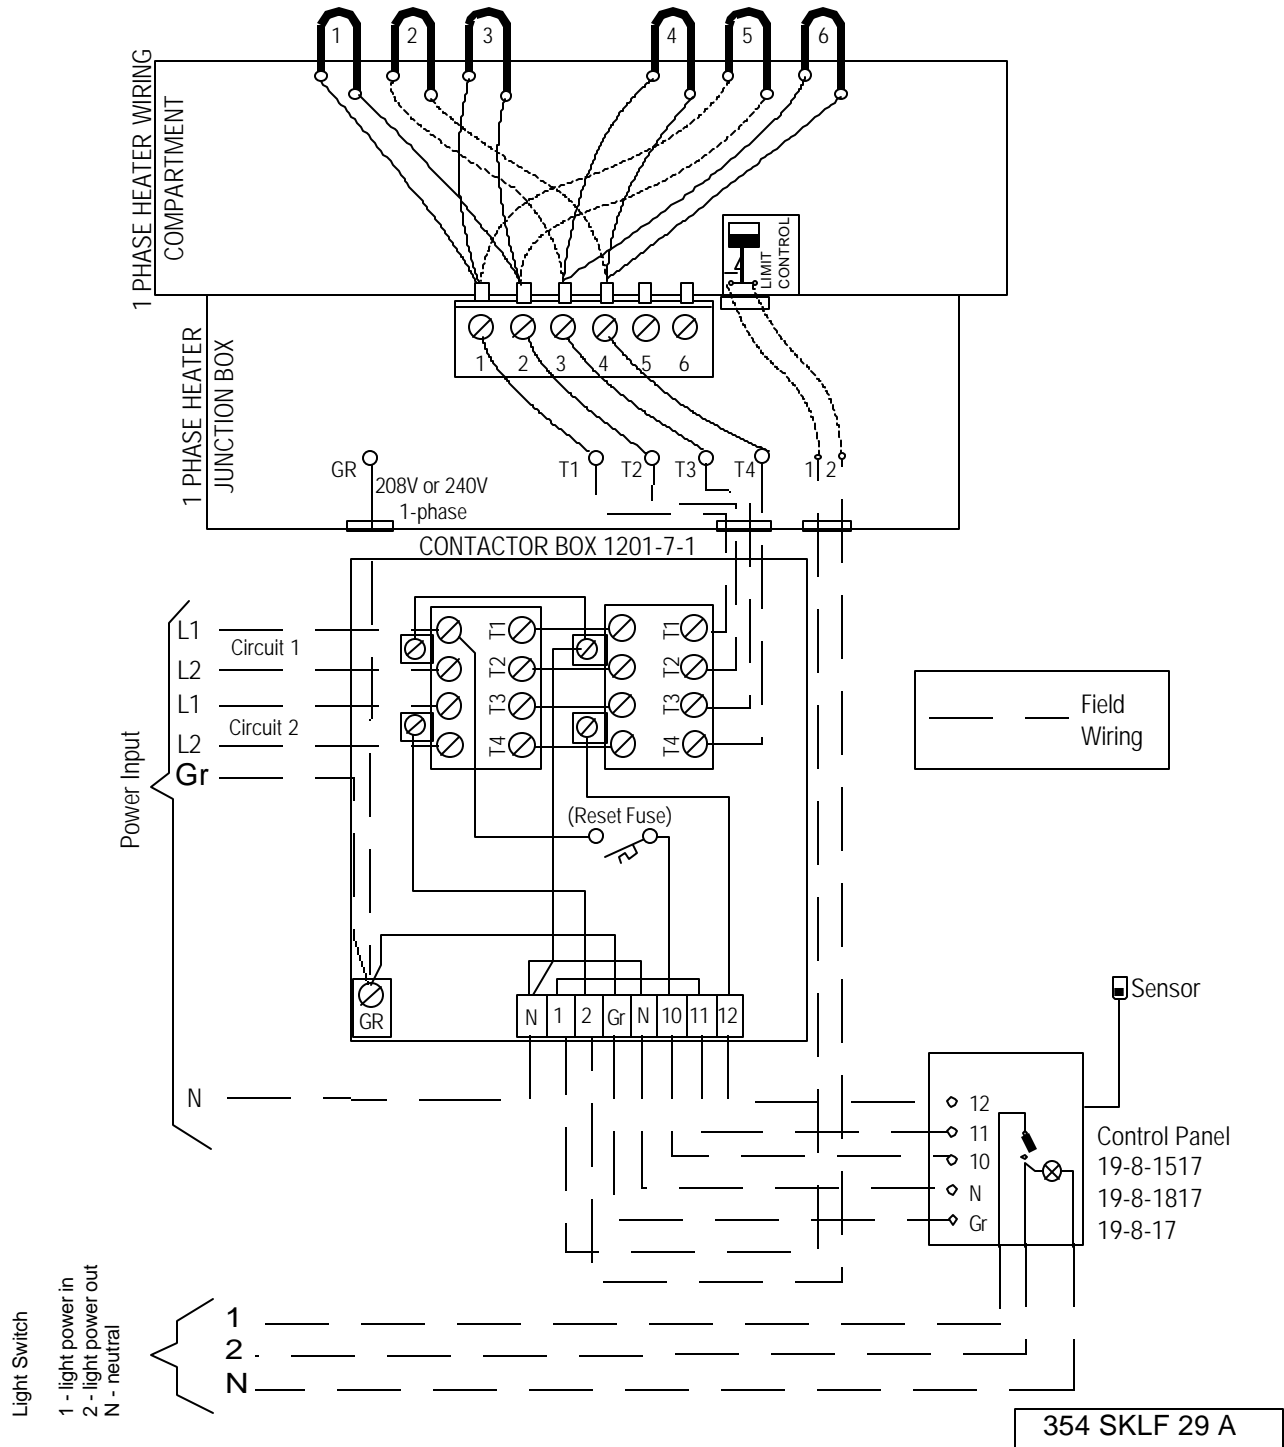 1 2 3 4 5 6
1 PHASE HEATER WIRING
COMPARTMENT
LIMIT
CONTROL
1 PHASE HEATER
JUNCTION BOX
1 2 3 4 5 6
GR T1 T2 T3 T4 1 2
208V or 240V
1-phase
CONTACTOR BOX 1201-7-1
Power Input
L1
Circuit 1
L2
L1
Circuit 2
L2
Gr
T1 T1
T2 T2
T3 T3
T4 T4
Field
Wiring
(Reset Fuse)
GR
N 1 2 Gr N 10 11 12
N
Sensor
12
11
10
N
Gr
Control Panel
19-8-1517
19-8-1817
19-8-17
Light Switch
1 - light power in
2 - light power out
N - neutral
1
2
N
354 SKLF 29 A